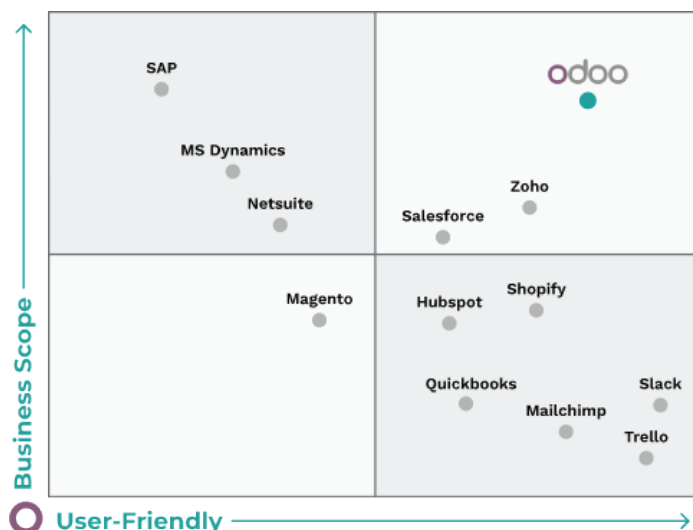 SAP
odoo
MS Dynamics
Zoho
Netsuite
Salesforce
Magento
Hubspot
Shopify
Quickbooks
Slack
Mailchimp
Trello
Business Scope
User-Friendly